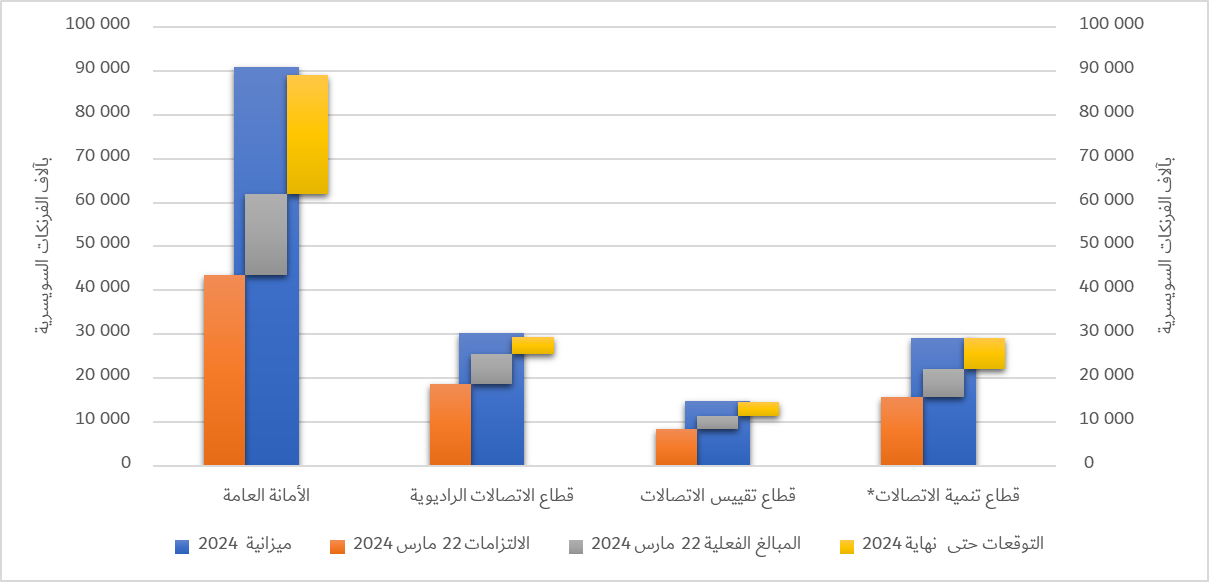 100 000
90 000
80 000
70 000
60 000
50 000
40 000
30 000
20 000
10 000
0
بآلاف الفرنكات السويسرية
100 000
90 000
80 000
70 000
60 000
50 000
40 000
30 000
20 000
10 000
0
بآلاف الفرنكات السويسرية
الأمانة العامة
قطاع الاتصالات الراديوية
قطاع تقييس الاتصالات
قطاع تنمية الاتصالات*
ميزانية 2024
الالتزامات 22 مارس 2024
المبالغ الفعلية 22 مارس 2024
التوقعات حتى نهاية 2024